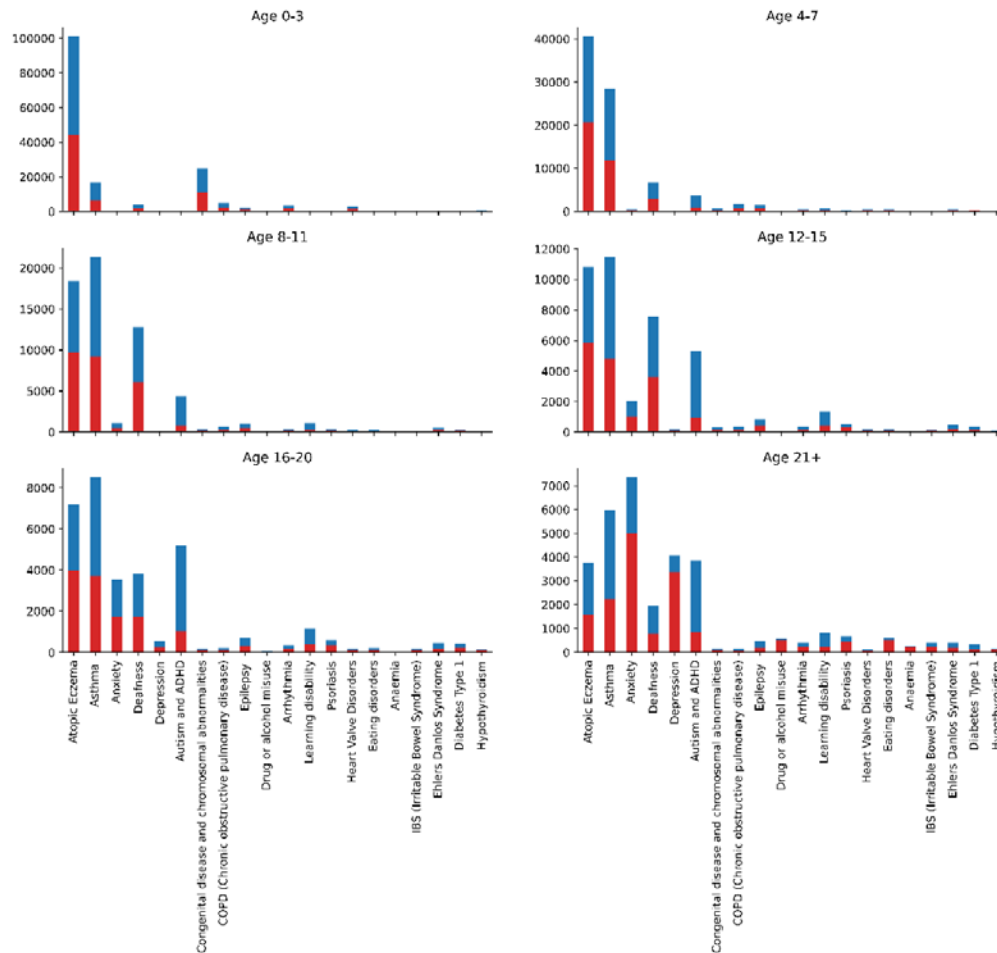 Age 0-3
100000
80000
60000
40000
20000
0
Age 4-7
40000
30000
20000
10000
0
Age 8-11
20000
15000
10000
5000
0
Age 12-15
12000
10000
8000
6000
4000
2000
0
Age 16-20
8000
6000
4000
2000
0
Atopic Eczema
Asthma
Anxiety
Deafness
Depression
Autism and ADHD
Congenital disease and chromosomal abnormalities
COPD (Chronic obstructive pulmonary disease)
Epilepsy
Drug or alcohol misuse
Arrhythmia
Learning disability
Psoriasis
Heart Valve Disorders
Eating disorders
Anaemia
IBS (Irritable Bowel Syndrome)
Ehlers Danlos Syndrome
Diabetes Type 1
Hypothyroidism
Age 21+
7000
6000
5000
4000
3000
2000
1000
0
Atopic Eczema
Asthma
Anxiety
Deafness
Depression
Autism and ADHD
Congenital disease and chromosomal abnormalities
COPD (Chronic obstructive pulmonary disease)
Epilepsy
Drug or alcohol misuse
Arrhythmia
Learning disability
Psoriasis
Heart Valve Disorders
Eating disorders
Anaemia
IBS (Irritable Bowel Syndrome)
Ehlers Danlos Syndrome
Diabetes Type 1
Hypothyroidism